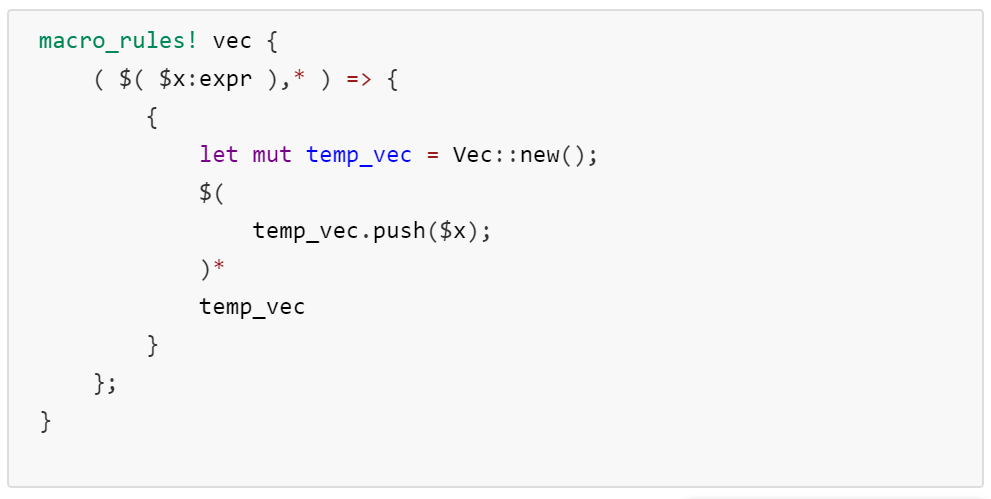 macro_rules! vec {
    ( $( $x:expr ),* ) => {
        {
            let mut temp_vec = Vec::new();
            $(
                temp_vec.push($x);
            )*
            temp_vec
        }
    };
}